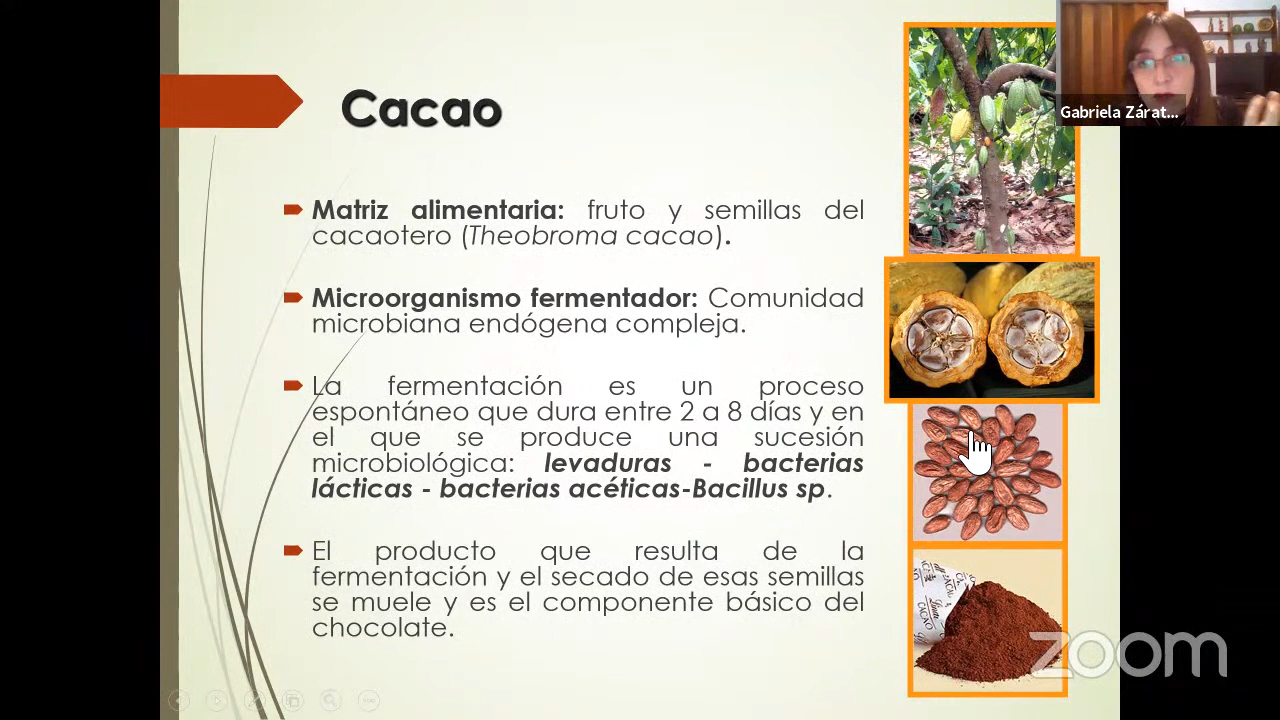 Cacao
Gabriela Zárat...
Matriz alimentaria: fruto y semillas del
cacaotero (Theobroma cacao).
Microorganismo fermentador: Comunidad
microbiana endógena compleja.
La fermentación es un proceso
espontáneo que dura entre 2 a 8 días y en
el que se produce una sucesión
microbiológica: levaduras - bacterias
lácticas - bacterias acéticas-Bacillus sp.
El producto que resulta de la
fermentación y el secado de esas semillas
se muele y es el componente básico del
chocolate.
CACAO
zoom